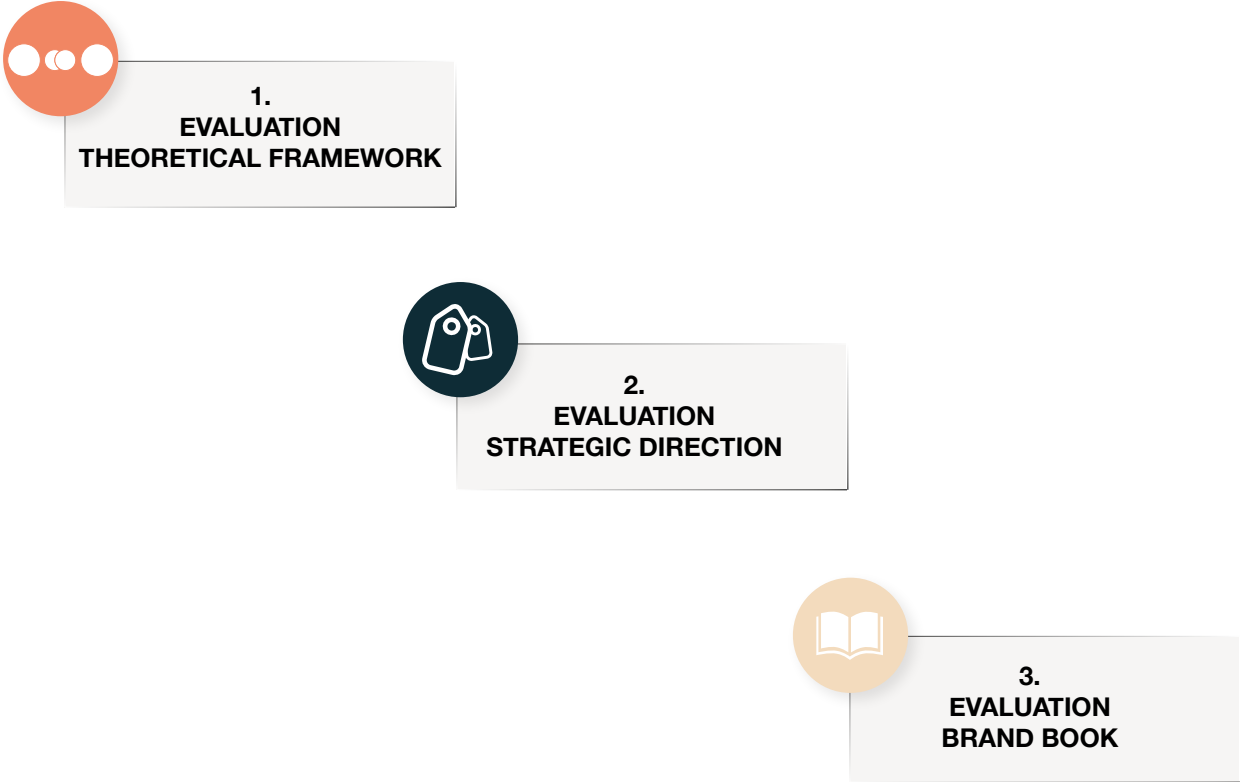 1.
EVALUATION
THEORETICAL FRAMEWORK
2.
EVALUATION
STRATEGIC DIRECTION
3.
EVALUATION
BRAND BOOK